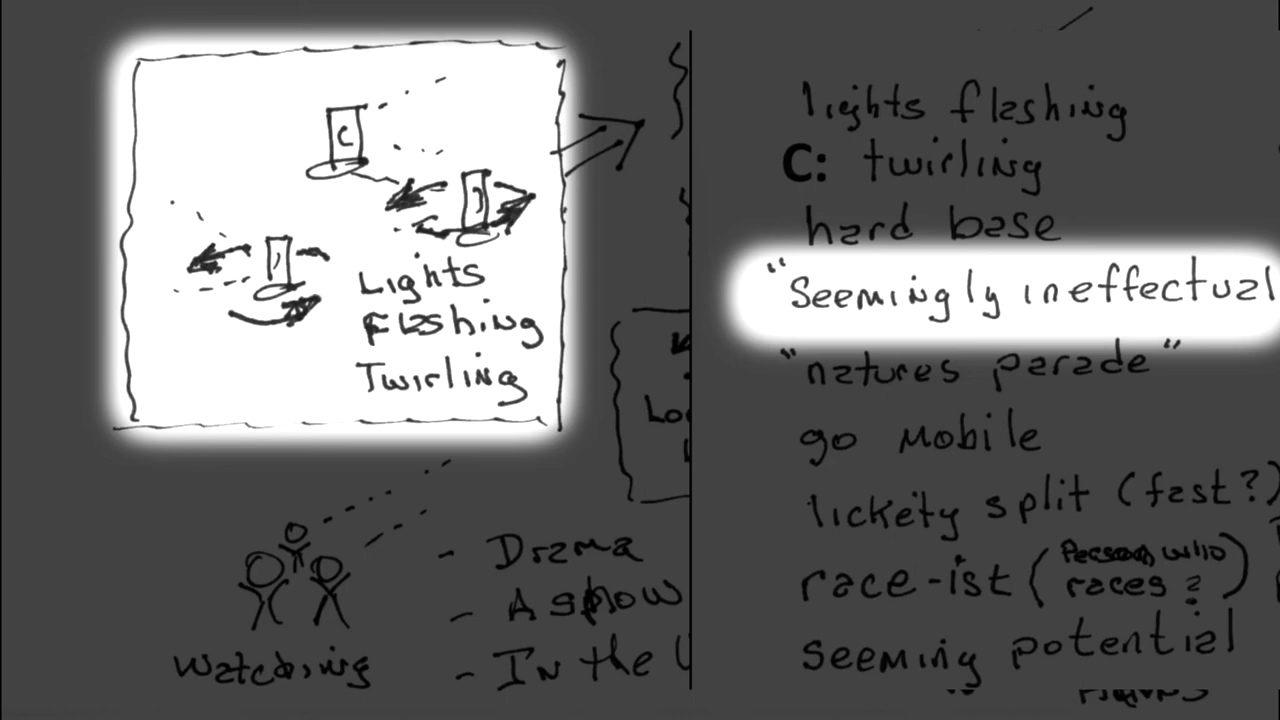 C
Lights
Flashing
Twirling
Watching
- Drama
- A show
- In the
lights flashing
C: twirling
hard base
"Seemingly ineffectual
"natures parade"
go mobile
lickety split (fast?)
race-ist (Person who
races?)
seeming potential